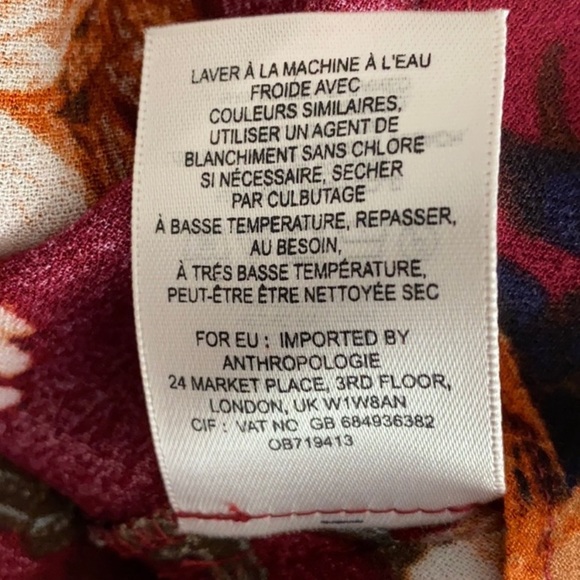 LAVER À LA MACHINE À L'EAU
FROIDE AVEC
COULEURS SIMILAIRES,
UTILISER UN AGENT DE
BLANCHIMENT SANS CHLORE
SI NÉCESSAIRE, SECHER
PAR CULBUTAGE
À BASSE TEMPERATURE, REPASSER,
AU BESOIN,
À TRÉS BASSE TEMPÉRATURE,
PEUT-ÊTRE ÊTRE NETTOYÉE SEC
FOR EU : IMPORTED BY
ANTHROPOLOGIE
24 MARKET PLACE, 3RD FLOOR,
LONDON, UK W1W8AN
CIF : VAT NO GB 684936382
OB719413